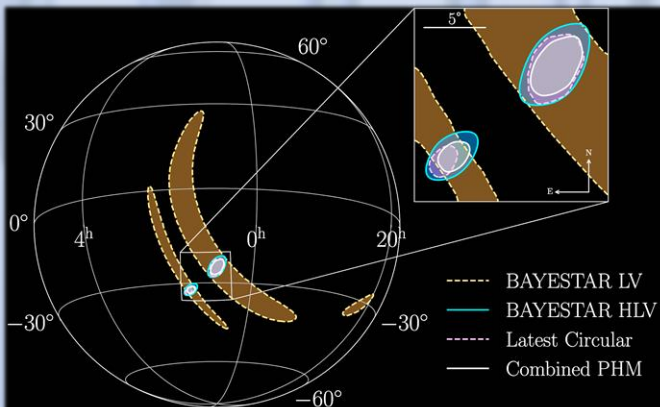 60°
5°
30°
N
E
0°
4h
0h
20h
−30°
−30°
−60°
BAYESTAR LV
BAYESTAR HLV
Latest Circular
Combined PHM